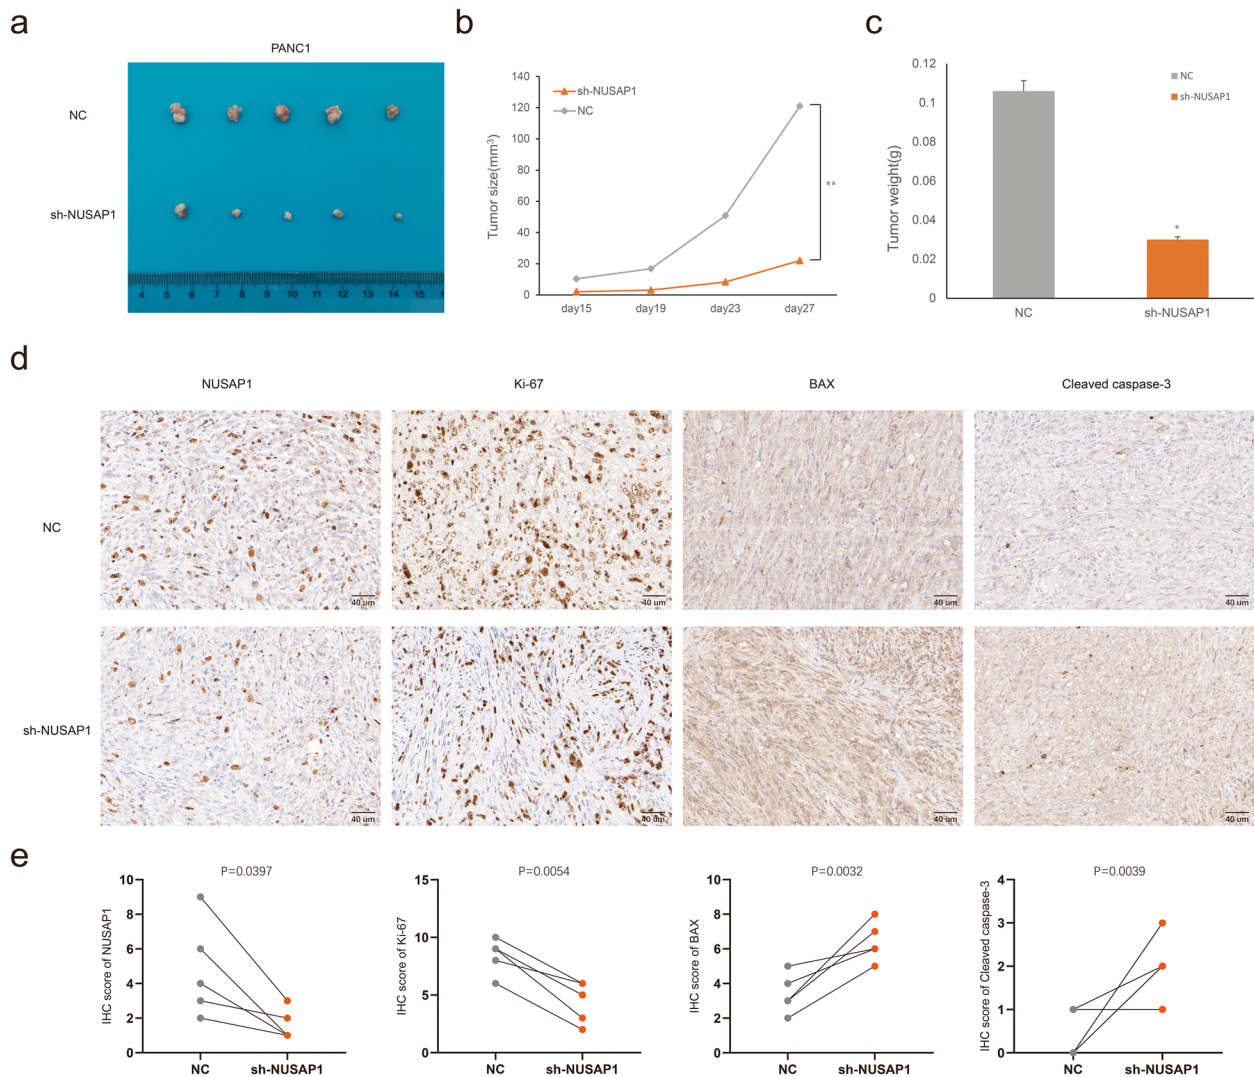 a
PANC1
NC
sh-NUSAP1
4 5 6 7 8 9 10 11 12 13 14 15
b
Tumor size(mm³)
140
120
100
80
60
40
20
0
sh-NUSAP1
NC
**
day15 day19 day23 day27
c
Tumor weight(g)
0.12
0.1
0.08
0.06
0.04
0.02
0
NC
sh-NUSAP1
*
NC sh-NUSAP1
d
NUSAP1 Ki-67 BAX Cleaved caspase-3
NC
40 um 40 um 40 um 40 um
sh-NUSAP1
40 um 40 um 40 um 40 um
e
P=0.0397
IHC score of NUSAP1
10
8
6
4
2
0
NC sh-NUSAP1
P=0.0054
IHC score of Ki-67
15
10
5
0
NC sh-NUSAP1
P=0.0032
IHC score of BAX
10
8
6
4
2
0
NC sh-NUSAP1
P=0.0039
IHC score of Cleaved caspase-3
4
3
2
1
0
NC sh-NUSAP1